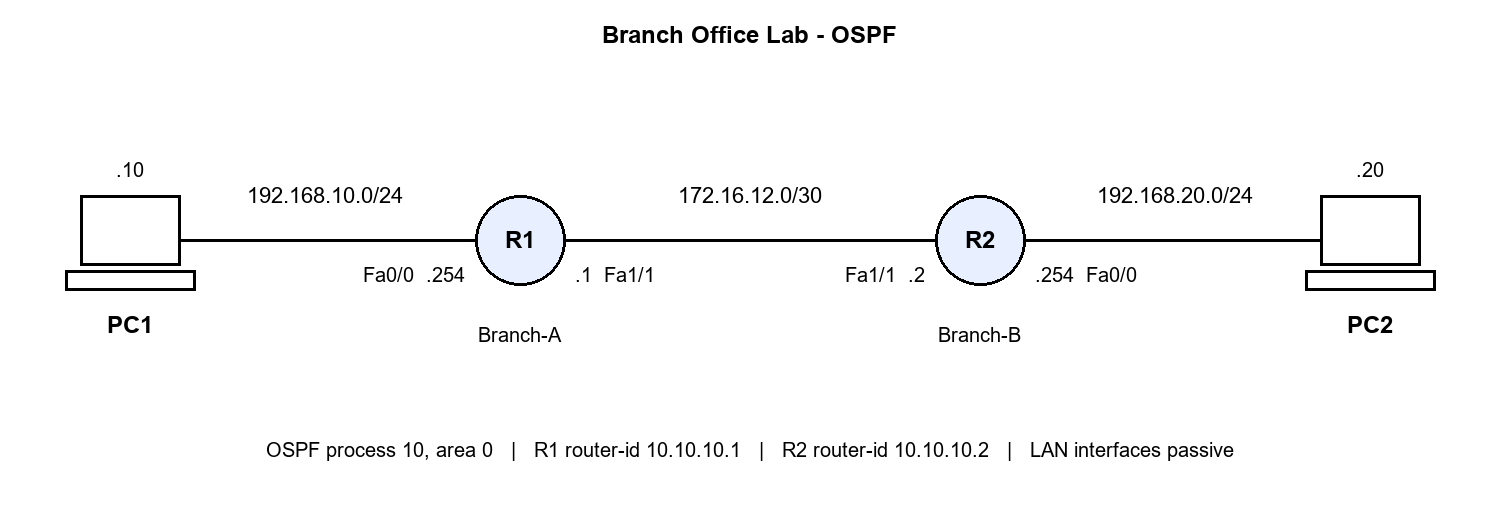 Branch Office Lab - OSPF
.10
.20
192.168.10.0/24
172.16.12.0/30
192.168.20.0/24
R1
R2
Fa0/0 .254
.1 Fa1/1
Fa1/1 .2
.254 Fa0/0
PC1
Branch-A
Branch-B
PC2
OSPF process 10, area 0 | R1 router-id 10.10.10.1 | R2 router-id 10.10.10.2 | LAN interfaces passive